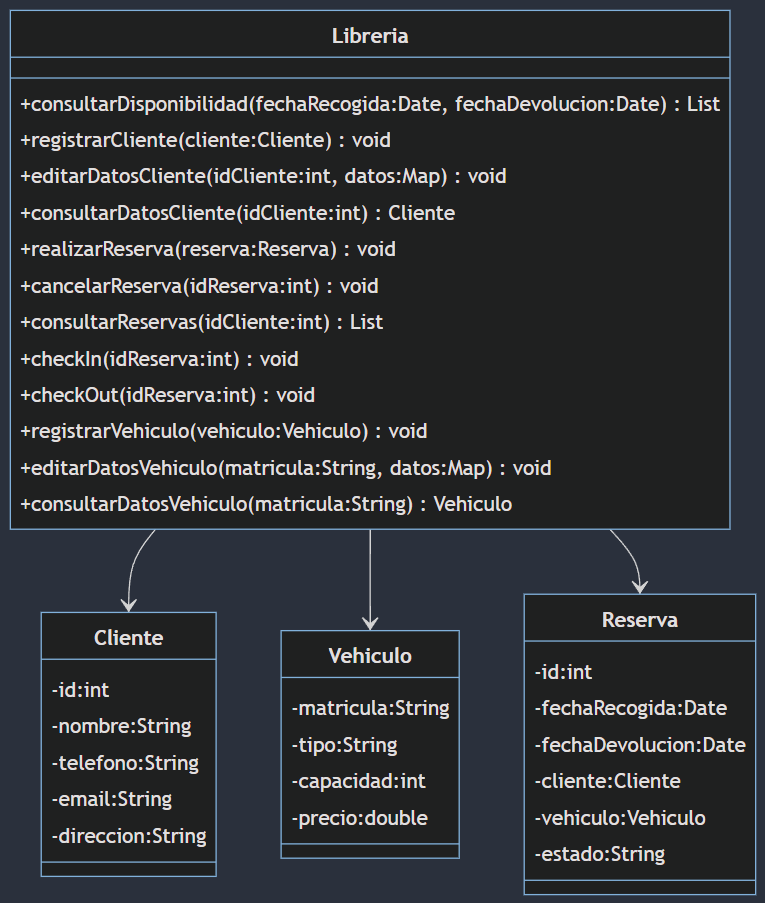 Libreria
+consultarDisponibilidad(fechaRecogida:Date, fechaDevolucion:Date) : List
+registrarCliente(cliente:Cliente) : void
+editarDatosCliente(idCliente:int, datos:Map) : void
+consultarDatosCliente(idCliente:int) : Cliente
+realizarReserva(reserva:Reserva) : void
+cancelarReserva(idReserva:int) : void
+consultarReservas(idCliente:int) : List
+checkIn(idReserva:int) : void
+checkOut(idReserva:int) : void
+registrarVehiculo(vehiculo:Vehiculo) : void
+editarDatosVehiculo(matricula:String, datos:Map) : void
+consultarDatosVehiculo(matricula:String) : Vehiculo
Cliente
-id:int
-nombre:String
-telefono:String
-email:String
-direccion:String
Vehiculo
-matricula:String
-tipo:String
-capacidad:int
-precio:double
Reserva
-id:int
-fechaRecogida:Date
-fechaDevolucion:Date
-cliente:Cliente
-vehiculo:Vehiculo
-estado:String